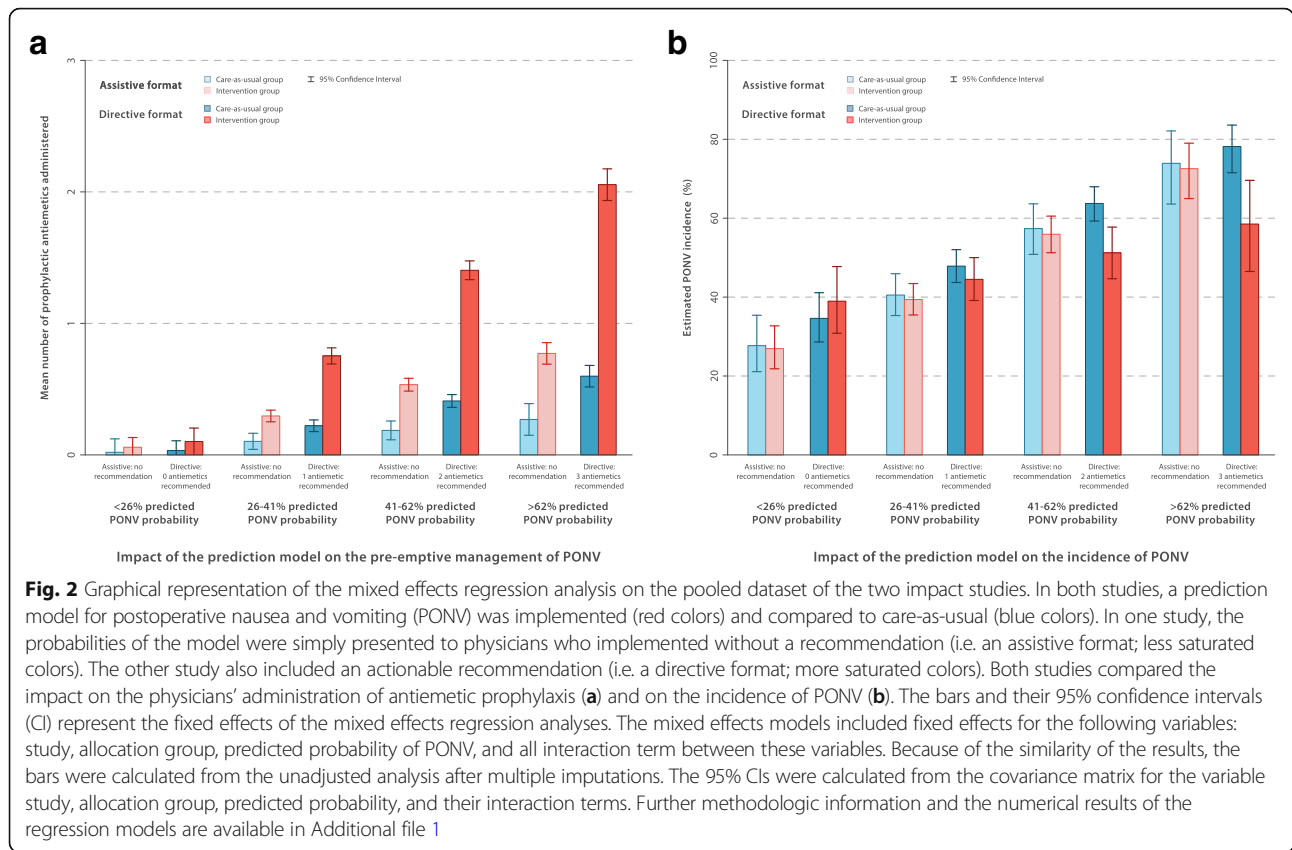 a
3
2
1
0
Mean number of prophylactic antiemetics administered
Assistive format
Care-as-usual group
Intervention group
95% Confidence Interval
Directive format
Care-as-usual group
Intervention group
Assistive: no
recommendation
Directive:
0 antiemetics
recommended
Assistive: no
recommendation
Directive:
1 antiemetic
recommended
Assistive: no
recommendation
Directive:
2 antiemetics
recommended
Assistive: no
recommendation
Directive:
3 antiemetics
recommended
<26% predicted
PONV probability
26-41% predicted
PONV probability
41-62% predicted
PONV probability
>62% predicted
PONV probability
Impact of the prediction model on the pre-emptive management of PONV
b
100
80
60
40
20
0
Estimated PONV incidence (%)
Assistive format
Care-as-usual group
Intervention group
95% Confidence Interval
Directive format
Care-as-usual group
Intervention group
Assistive: no
recommendation
Directive:
0 antiemetics
recommended
Assistive: no
recommendation
Directive:
1 antiemetic
recommended
Assistive: no
recommendation
Directive:
2 antiemetics
recommended
Assistive: no
recommendation
Directive:
3 antiemetics
recommended
<26% predicted
PONV probability
26-41% predicted
PONV probability
41-62% predicted
PONV probability
>62% predicted
PONV probability
Impact of the prediction model on the incidence of PONV
Fig. 2 Graphical representation of the mixed effects regression analysis on the pooled dataset of the two impact studies. In both studies, a prediction
model for postoperative nausea and vomiting (PONV) was implemented (red colors) and compared to care-as-usual (blue colors). In one study, the
probabilities of the model were simply presented to physicians who implemented without a recommendation (i.e. an assistive format; less saturated
colors). The other study also included an actionable recommendation (i.e. a directive format; more saturated colors). Both studies compared the
impact on the physicians' administration of antiemetic prophylaxis (a) and on the incidence of PONV (b). The bars and their 95% confidence intervals
(CI) represent the fixed effects of the mixed effects regression analyses. The mixed effects models included fixed effects for the following variables:
study, allocation group, predicted probability of PONV, and all interaction term between these variables. Because of the similarity of the results, the
bars were calculated from the unadjusted analysis after multiple imputations. The 95% CIs were calculated from the covariance matrix for the variable
study, allocation group, predicted probability, and their interaction terms. Further methodologic information and the numerical results of the
regression models are available in Additional file 1